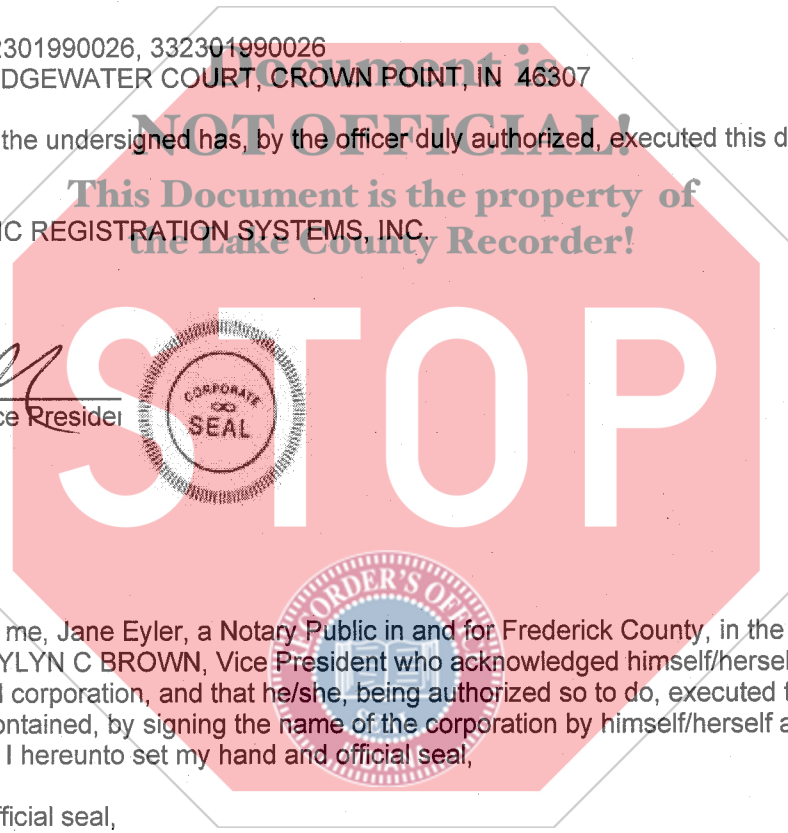 2301990026, 332301990026
DGEWATER COURT, CROWN POINT, IN 46307
Document is
the undersigned has, by the officer duly authorized, executed this d
NOT OFFICIAL!
This Document is the property of
IC REGISTRATION SYSTEMS, INC.
the Lake County Recorder!
STOP
ce Presider
CORPORATE
SEAL
RECORDER'S OFFICE
me, Jane Eyler, a Notary Public in and for Frederick County, in the
YLYN C BROWN, Vice President who acknowledged himself/hersel
corporation, and that he/she, being authorized so to do, executed
ontained, by signing the name of the corporation by himself/herself a
I hereunto set my hand and official seal,
INDIANA
fficial seal,